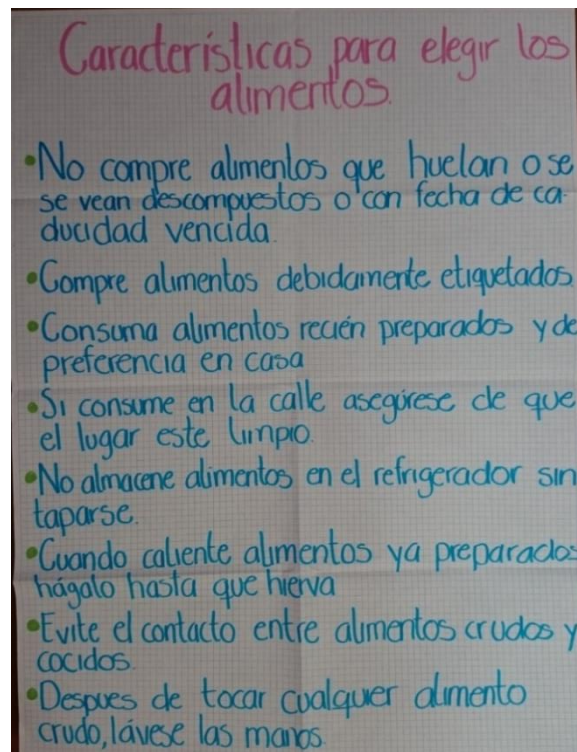 Características para elegir los
alimentos.
•No compre alimentos que huelan o se
se vean descompuestos o con fecha de ca-
ducidad vencida.
•Compre alimentos debidamente etiquetados.
•Consuma alimentos recién preparados y de
preferencia en casa
•Si consume en la calle asegúrese de que
el lugar este limpio.
•No almacene alimentos en el refrigerador sin
taparse.
•Cuando caliente alimentos ya preparados
hágalo hasta que hierva
•Evite el contacto entre alimentos crudos y
cocidos.
•Despues de tocar cualquier alimento
crudo, lávese las manos.